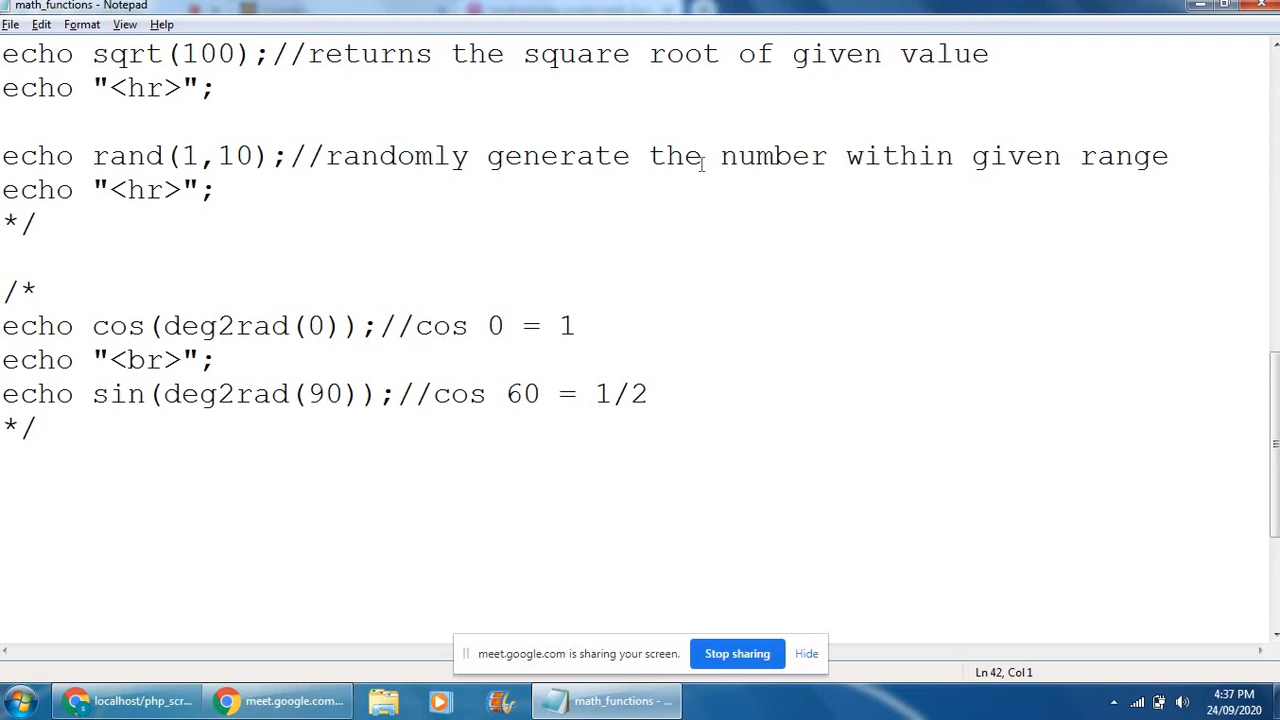 math_functions - Notepad
File Edit Format View Help
echo sqrt(100);//returns the square root of given value
echo "<hr>";
echo rand(1,10);//randomly generate the number within given range
echo "<hr>";
*/
/*
echo cos(deg2rad(0));//cos 0 = 1
echo "<br>";
echo sin(deg2rad(90));//cos 60 = 1/2
*/
meet.google.com is sharing your screen. Stop sharing Hide
Ln 42, Col 1
localhost/php_scr... meet.google.com... math_functions - ... 4:37 PM
24/09/2020